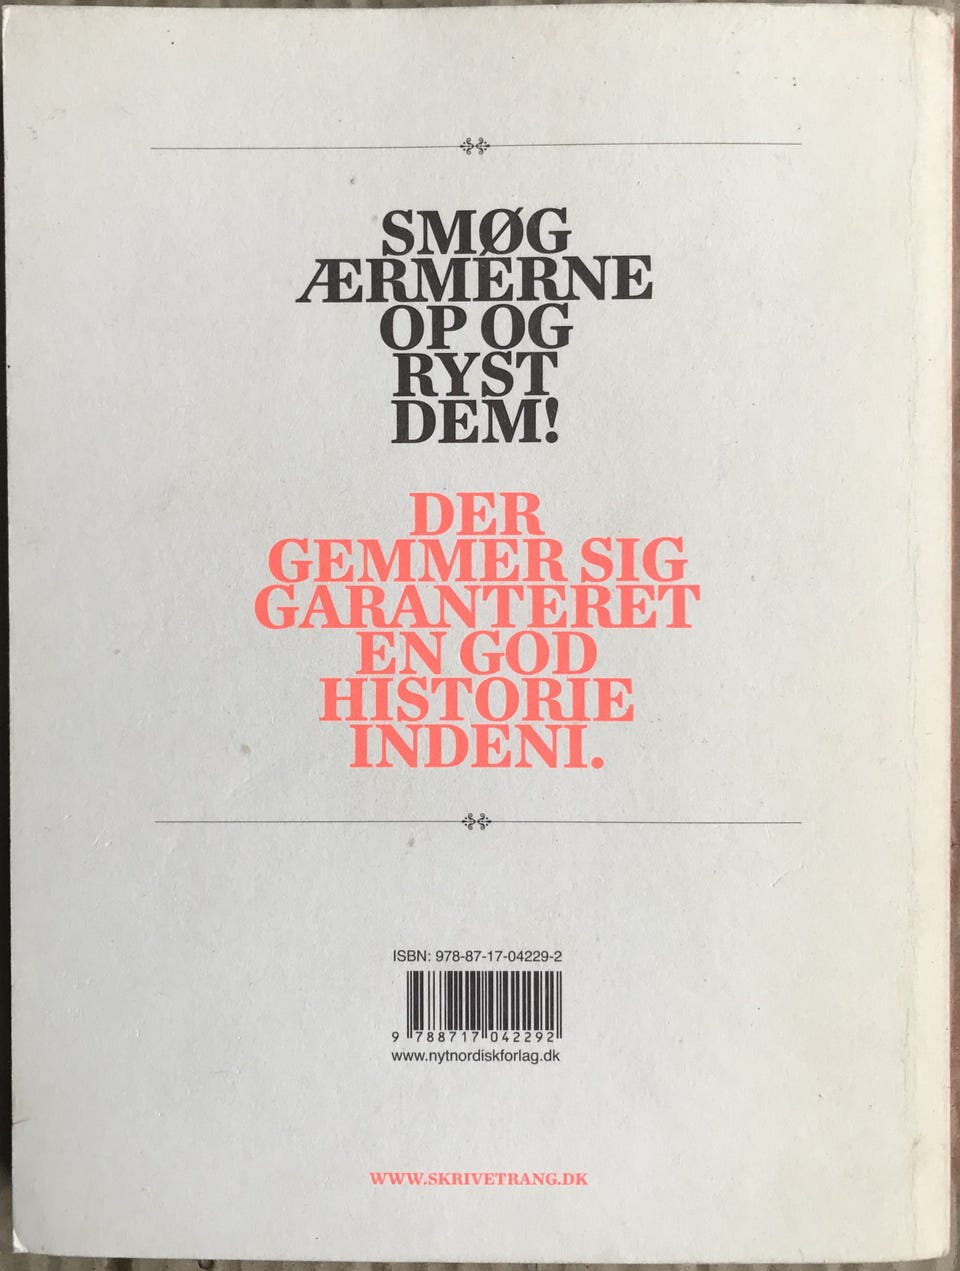 SMØG
ÆRMERNE
OP OG
RYST
DEM!
DER
GEMMER SIG
GARANTERET
EN GOD
HISTORIE
INDENI.
ISBN: 978-87-17-04229-2
9 788717 042292
www.nytnordiskforlag.dk
WWW.SKRIVETRANG.DK